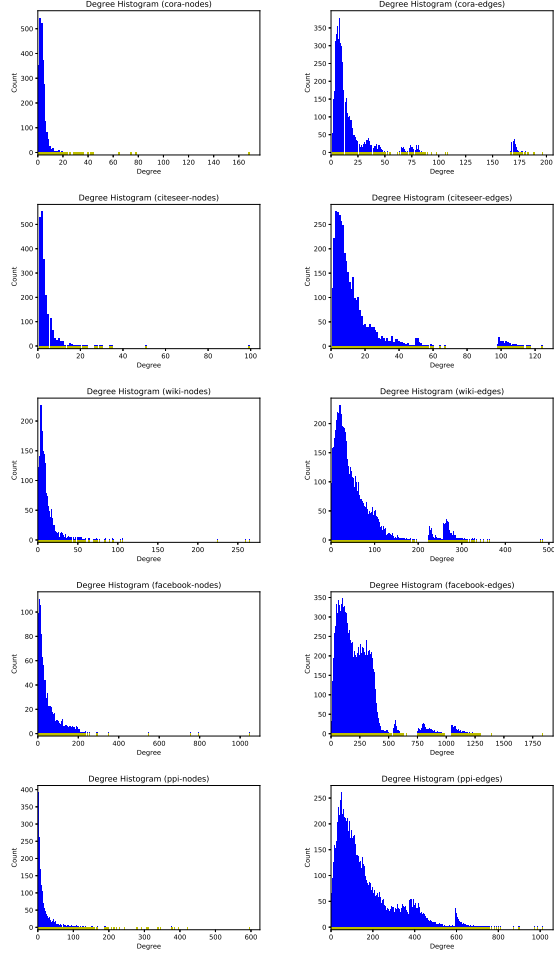 Degree Histogram (cora-nodes)
500
400
300
200
100
0
Count
0 20 40 60 80 100 120 140 160
Degree
Degree Histogram (cora-edges)
350
300
250
200
150
100
50
0
Count
0 25 50 75 100 125 150 175 200
Degree
Degree Histogram (citeseer-nodes)
500
400
300
200
100
0
Count
0 20 40 60 80 100
Degree
Degree Histogram (citeseer-edges)
250
200
150
100
50
0
Count
0 20 40 60 80 100 120
Degree
Degree Histogram (wiki-nodes)
200
150
100
50
0
Count
0 50 100 150 200 250
Degree
Degree Histogram (wiki-edges)
200
150
100
50
0
Count
0 100 200 300 400 500
Degree
Degree Histogram (facebook-nodes)
100
80
60
40
20
0
Count
0 200 400 600 800 1000
Degree
Degree Histogram (facebook-edges)
350
300
250
200
150
100
50
0
Count
0 250 500 750 1000 1250 1500 1750
Degree
Degree Histogram (ppi-nodes)
400
350
300
250
200
150
100
50
0
Count
0 100 200 300 400 500 600
Degree
Degree Histogram (ppi-edges)
250
200
150
100
50
0
Count
0 200 400 600 800 1000
Degree